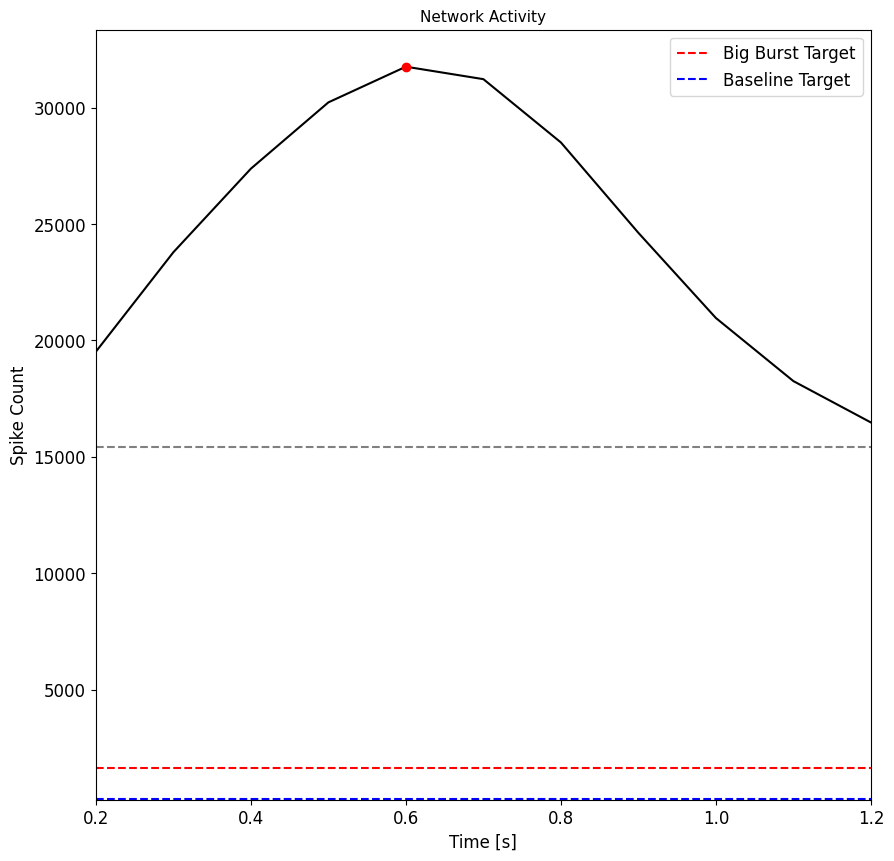 Network Activity
Big Burst Target
Baseline Target
Spike Count
30000
25000
20000
15000
10000
5000
0.2
0.4
0.6
0.8
1.0
1.2
Time [s]